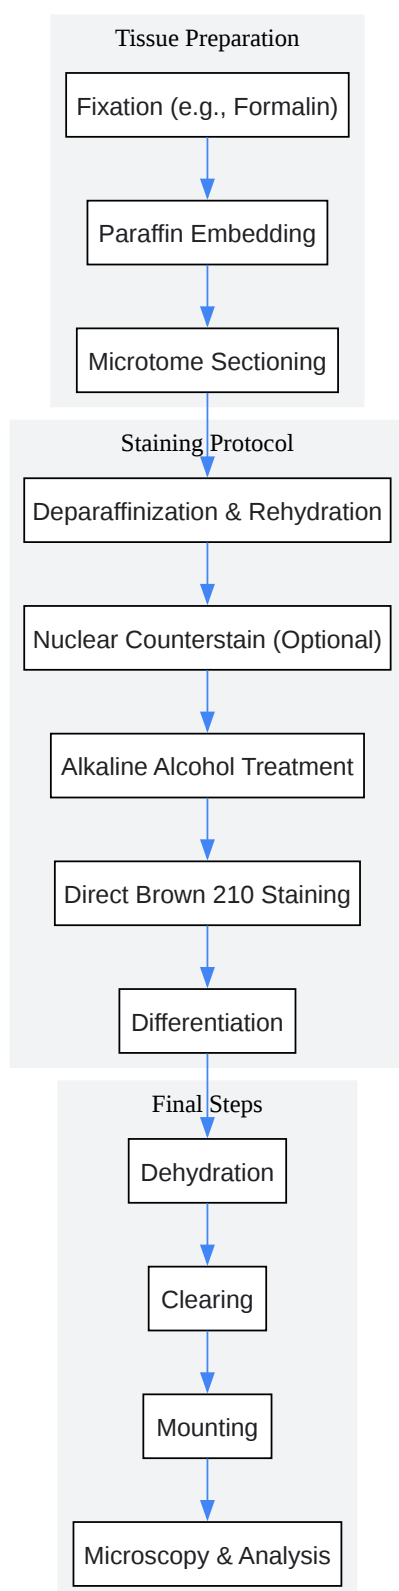 Tissue Preparation
Fixation (e.g., Formalin)
Paraffin Embedding
Microtome Sectioning
Staining Protocol
Deparaffinization & Rehydration
Nuclear Counterstain (Optional)
Alkaline Alcohol Treatment
Direct Brown 210 Staining
Differentiation
Final Steps
Dehydration
Clearing
Mounting
Microscopy & Analysis